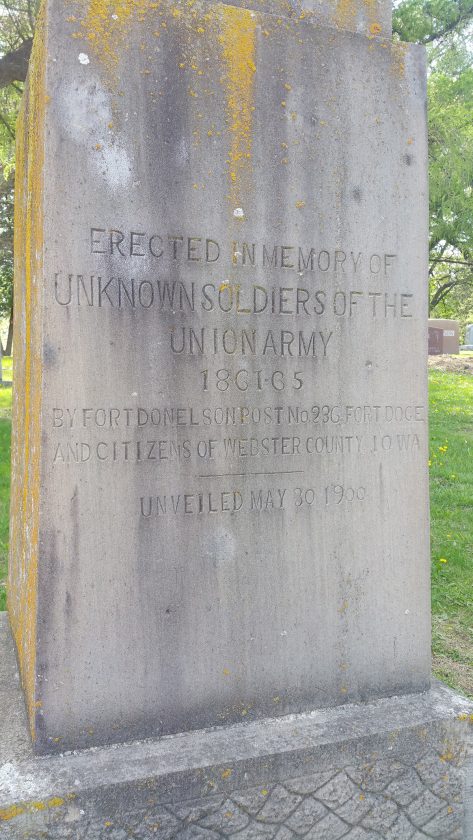 ERECTED IN MEMORY OF
UNKNOWN SOLDIERS OF THE
UNION ARMY
1861-65
BY FORT DONELSON POST No. 236, FORT DOGE
AND CITIZENS OF WEBSTER COUNTY, IOWA
UNVEILED MAY 30 1900